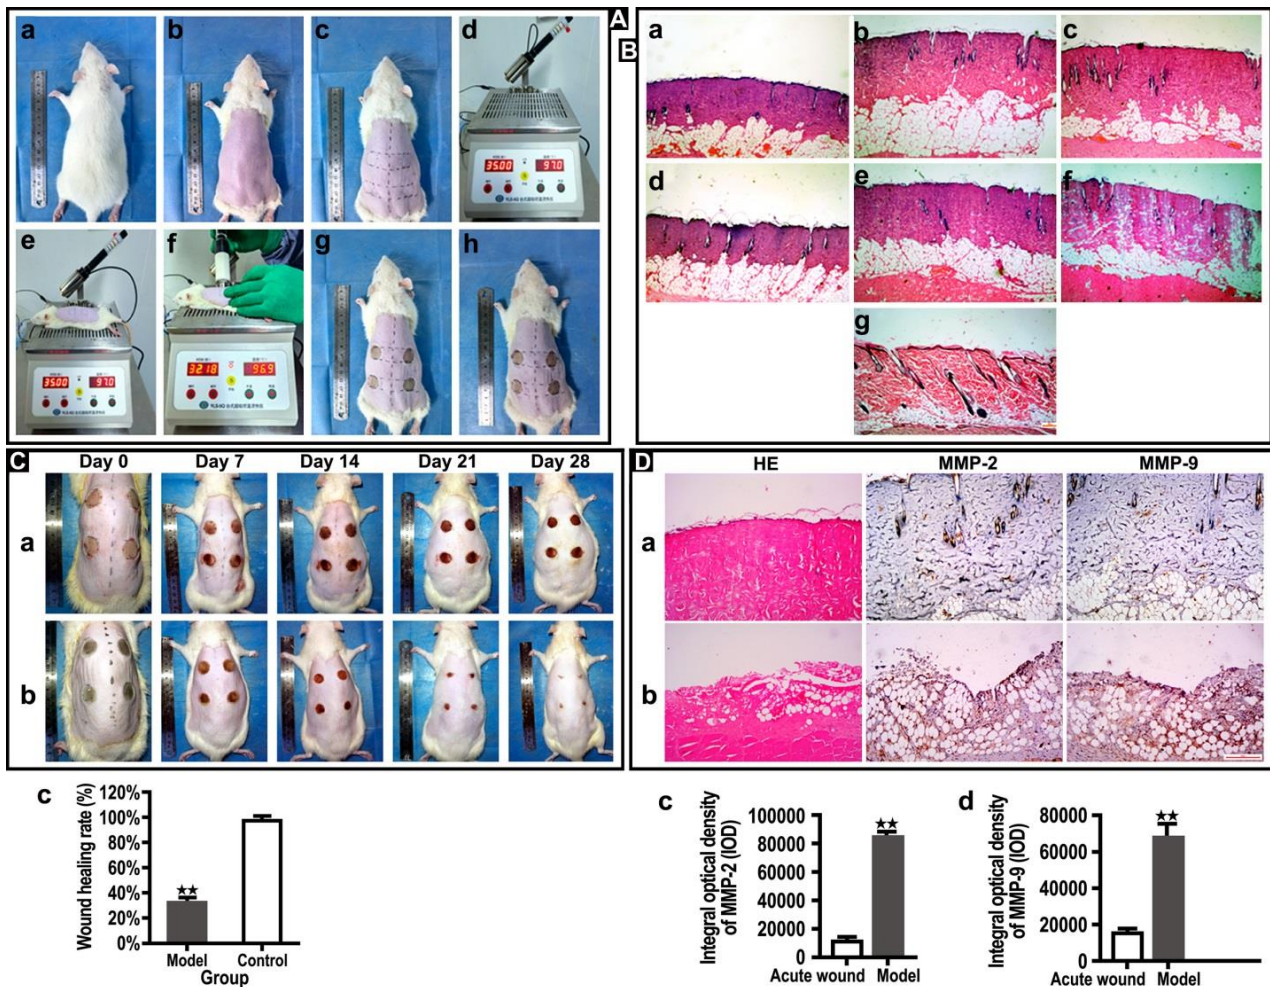 A
a
b
c
d
35.00
97.0
e
f
g
h
35.00
97.0
32.18
96.9
B
a
b
c
d
e
f
g
C
Day 0
Day 7
Day 14
Day 21
Day 28
a
b
c
Wound healing rate (%)
120%
100%
80%
60%
40%
20%
0%
★★
Model
Control
Group
D
HE
MMP-2
MMP-9
a
b
c
Integral optical density
of MMP-2 (IOD)
100000
80000
60000
40000
20000
0
★★
Acute wound
Model
d
Integral optical density
of MMP-9 (IOD)
80000
60000
40000
20000
0
★★
Acute wound
Model